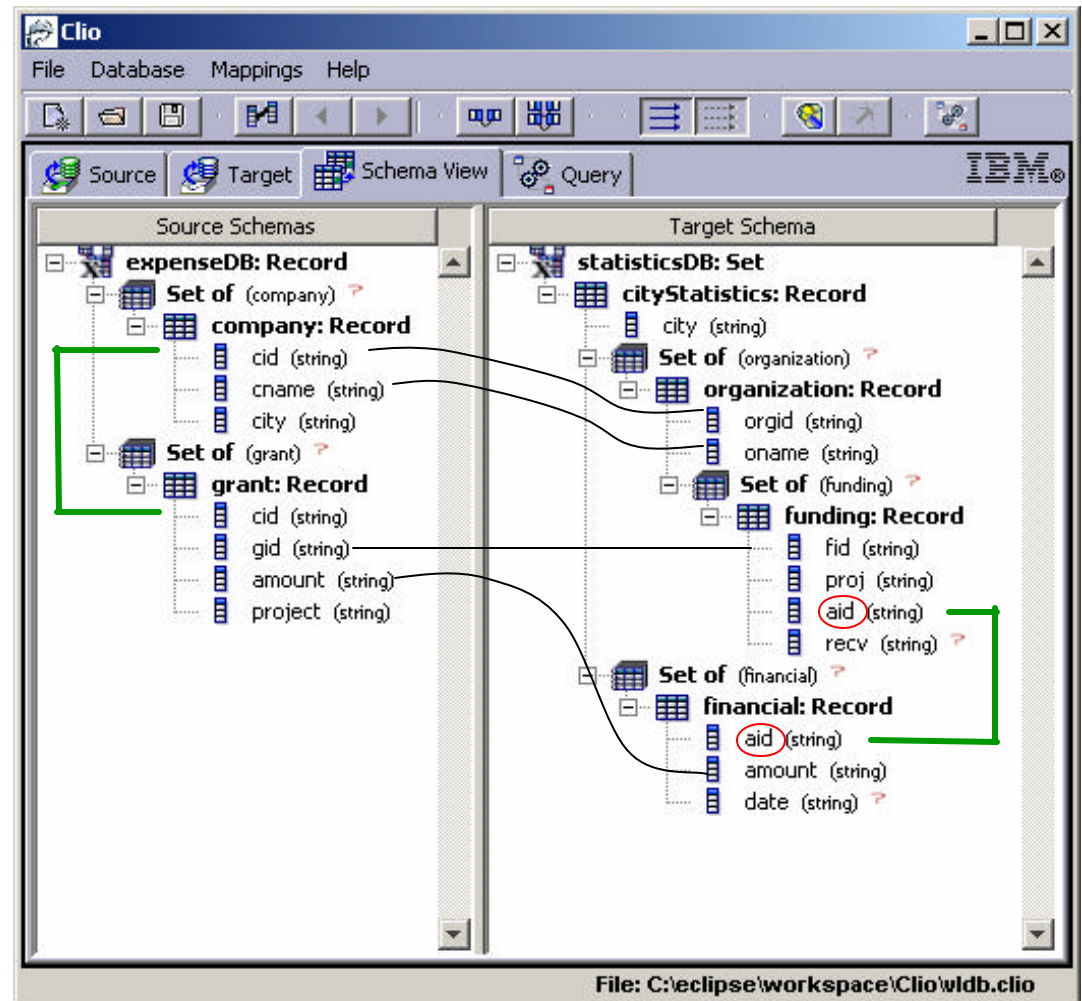 Clio
File Database Mappings Help
Source Target Schema View Query IBM®
Source Schemas
expenseDB: Record
Set of (company) ?
company: Record
cid (string)
cname (string)
city (string)
Set of (grant) ?
grant: Record
cid (string)
gid (string)
amount (string)
project (string)
Target Schema
statisticsDB: Set
cityStatistics: Record
city (string)
Set of (organization) ?
organization: Record
orgid (string)
oname (string)
Set of (funding) ?
funding: Record
fid (string)
proj (string)
aid (string)
recv (string) ?
Set of (financial) ?
financial: Record
aid (string)
amount (string)
date (string) ?
File: C:\eclipse\workspace\Clio\vldb.clio